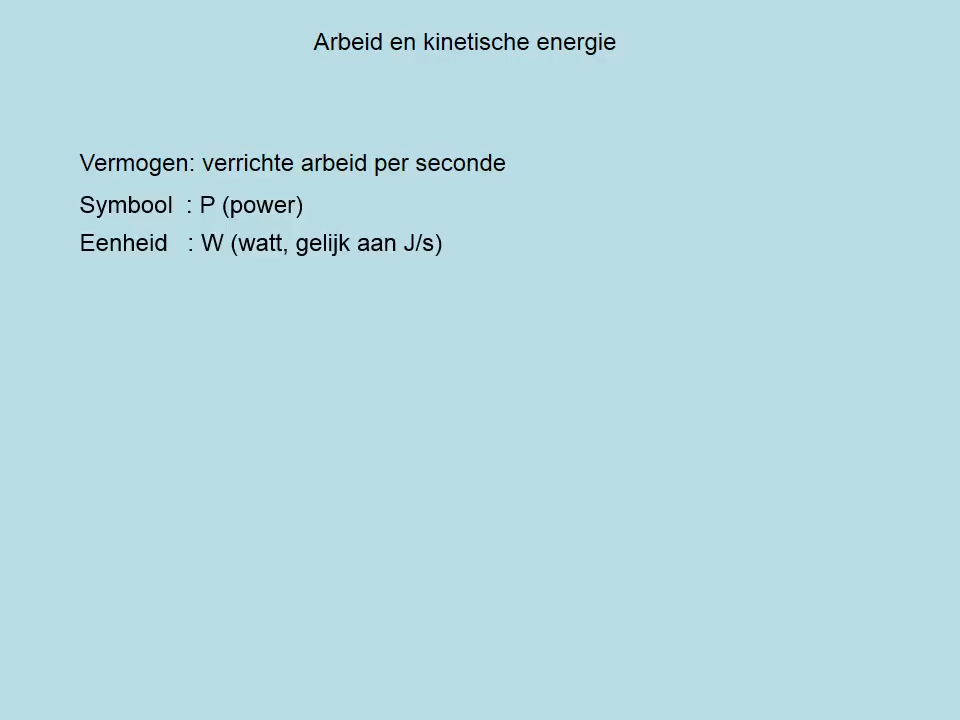 Arbeid en kinetische energie
Vermogen: verrichte arbeid per seconde
Symbool : P (power)
Eenheid : W (watt, gelijk aan J/s)